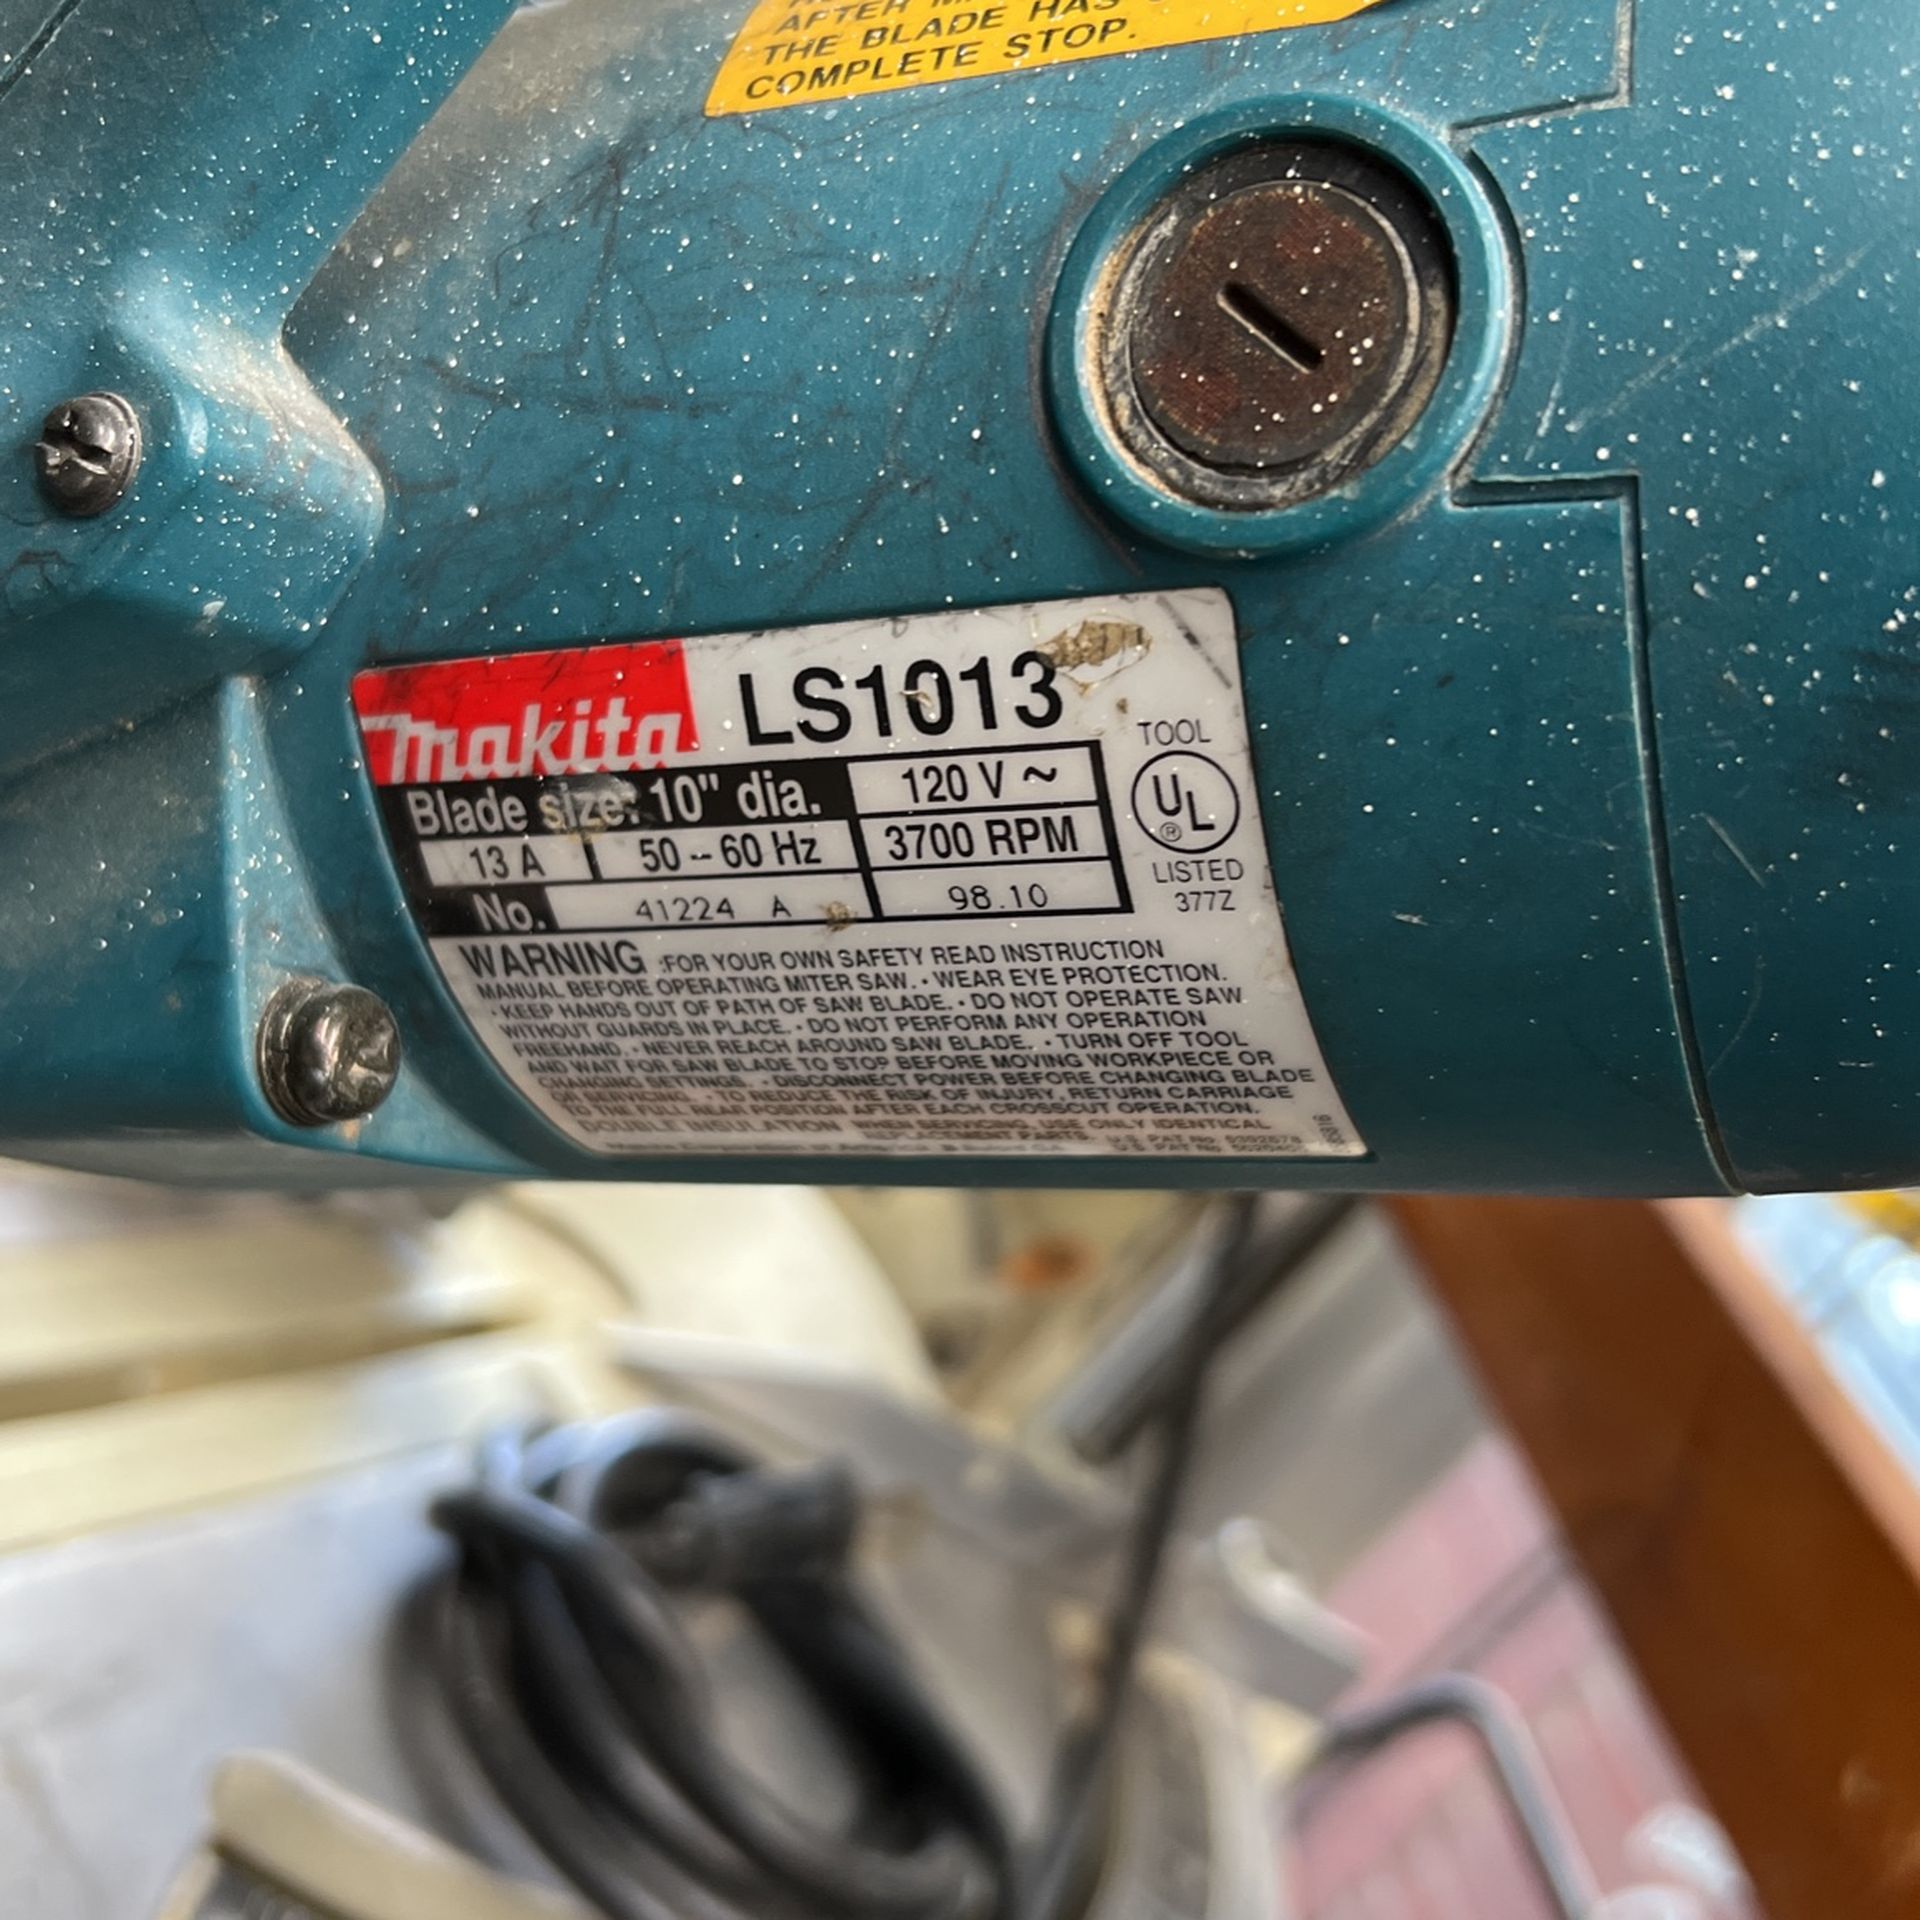 AFTER
THE BLADE HAS
COMPLETE STOP.
makita LS1013
Blade size: 10" dia. 120 V ~
13 A 50 -- 60 Hz 3700 RPM
No. 41224 A 98.10
TOOL
UL
®
LISTED
377Z
WARNING :FOR YOUR OWN SAFETY READ INSTRUCTION
MANUAL BEFORE OPERATING MITER SAW. • WEAR EYE PROTECTION.
• KEEP HANDS OUT OF PATH OF SAW BLADE. • DO NOT OPERATE SAW
WITHOUT GUARDS IN PLACE. • DO NOT PERFORM ANY OPERATION
FREEHAND. • NEVER REACH AROUND SAW BLADE. • TURN OFF TOOL
AND WAIT FOR SAW BLADE TO STOP BEFORE MOVING WORKPIECE OR
CHANGING SETTINGS. • DISCONNECT POWER BEFORE CHANGING BLADE
OR SERVICING. • TO REDUCE THE RISK OF INJURY, RETURN CARRIAGE
TO THE FULL REAR POSITION AFTER EACH CROSSCUT OPERATION.
DOUBLE INSULATION WHEN SERVICING, USE ONLY IDENTICAL
REPLACEMENT PARTS. U.S. PAT No.
U.S. PAT No.